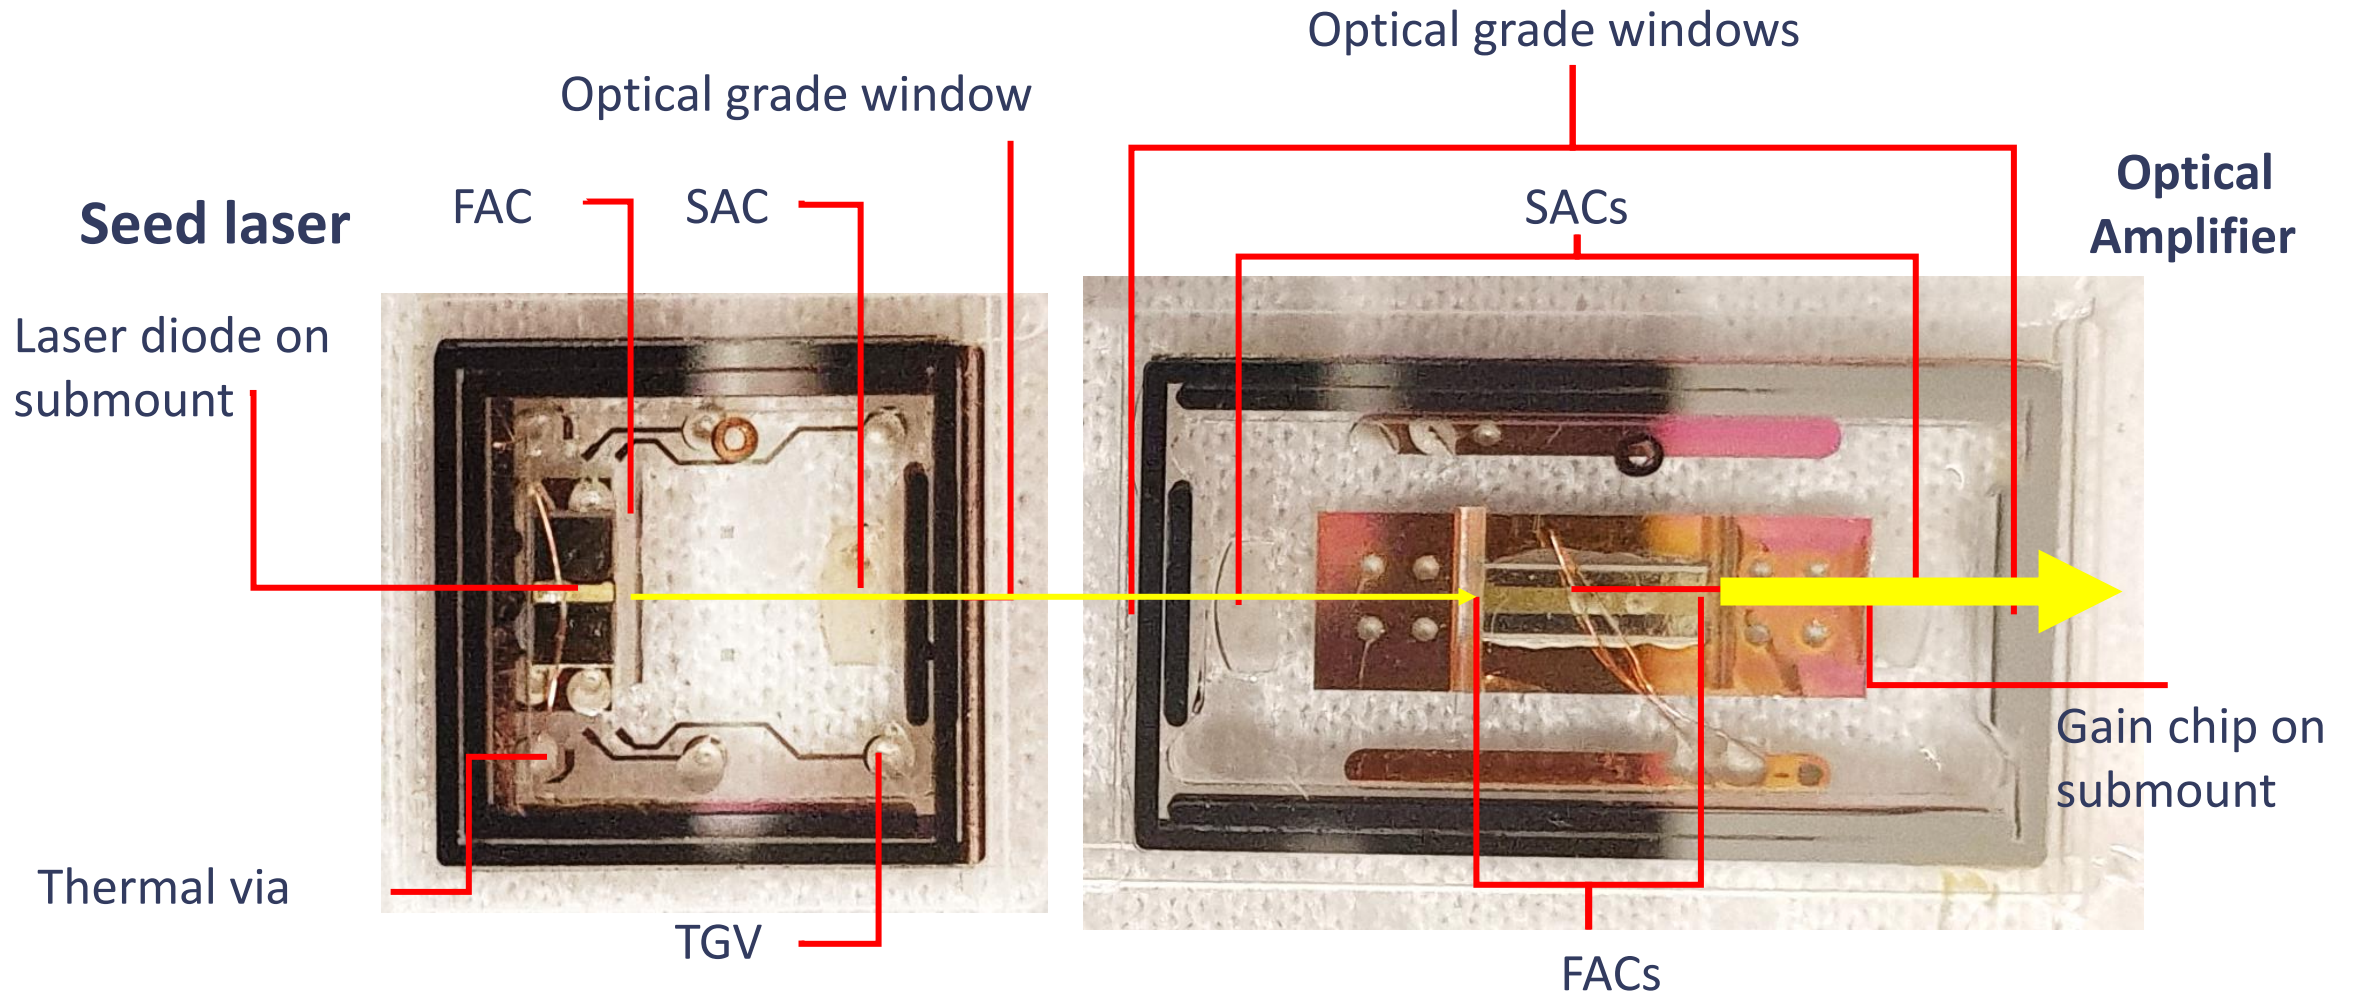 Optical grade windows
Optical grade window
Optical
Amplifier
Seed laser
FAC
SAC
SACs
Laser diode on
submount
Gain chip on
submount
Thermal via
TGV
FACs